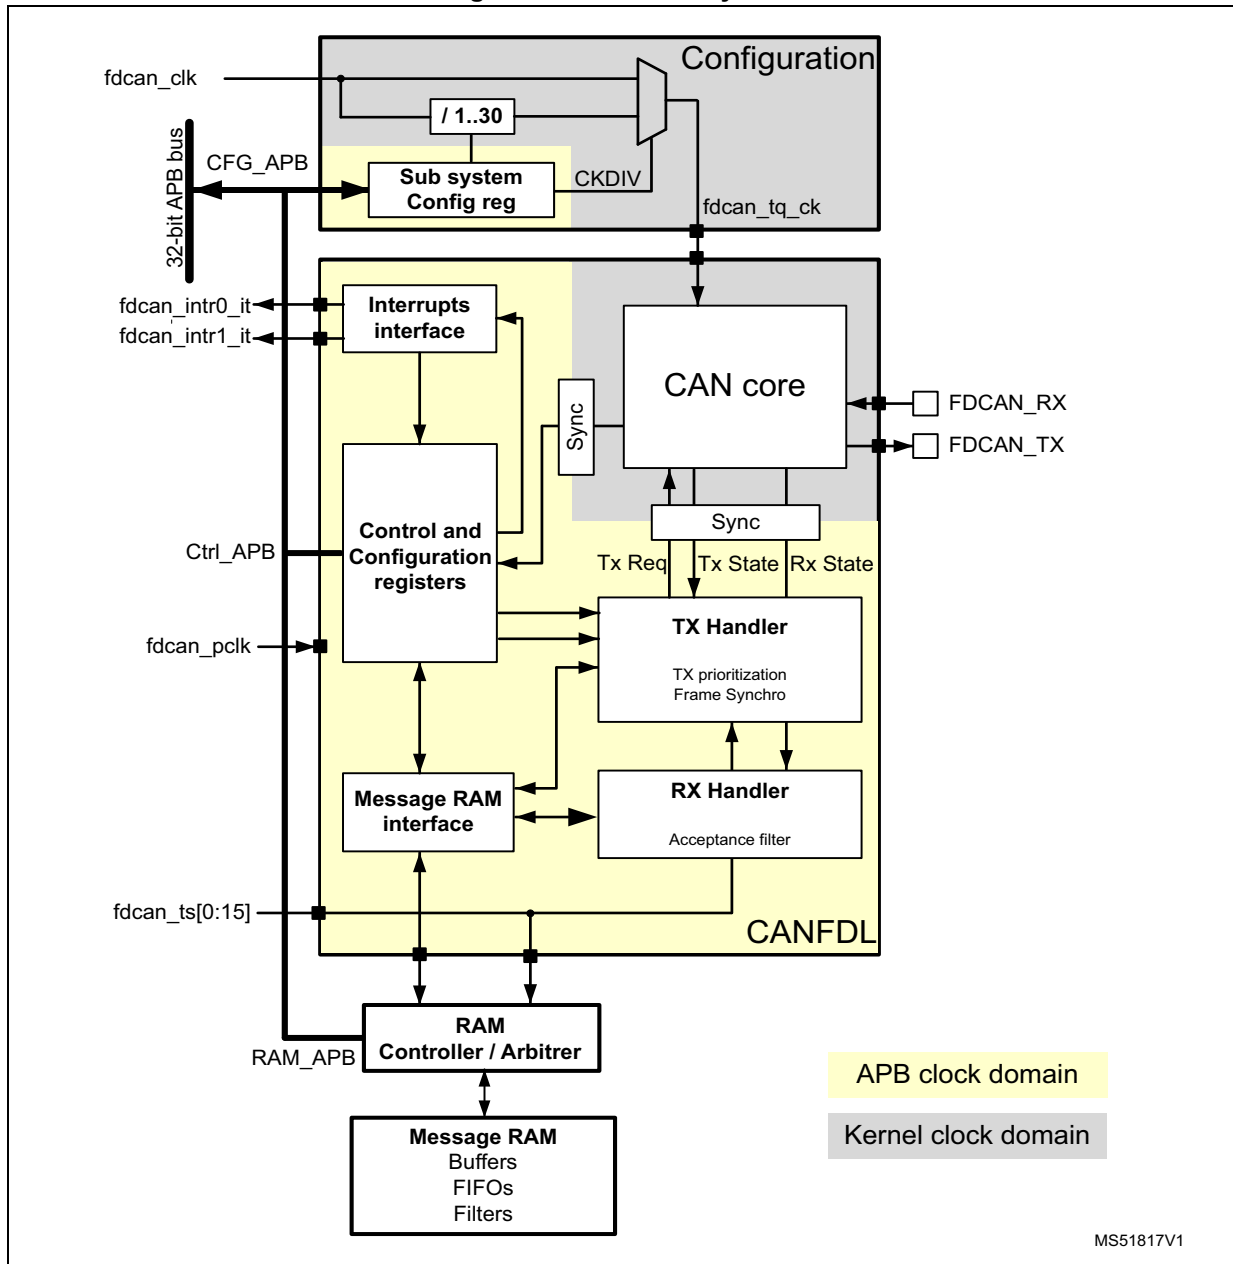 Configuration
fdcan_clk
/ 1..30
32-bit APB bus
CFG_APB
Sub system
Config reg
CKDIV
fdcan_tq_ck
fdcan_intr0_it
fdcan_intr1_it
Interrupts
interface
CAN core
Sync
FDCAN_RX
FDCAN_TX
Sync
Control and
Configuration
registers
Ctrl_APB
Tx Req
Tx State
Rx State
TX Handler
TX prioritization
Frame Synchro
fdcan_pclk
Message RAM
interface
RX Handler
Acceptance filter
fdcan_ts[0:15]
CANFDL
RAM
Controller / Arbitrer
RAM_APB
APB clock domain
Kernel clock domain
Message RAM
Buffers
FIFOs
Filters
MS51817V1